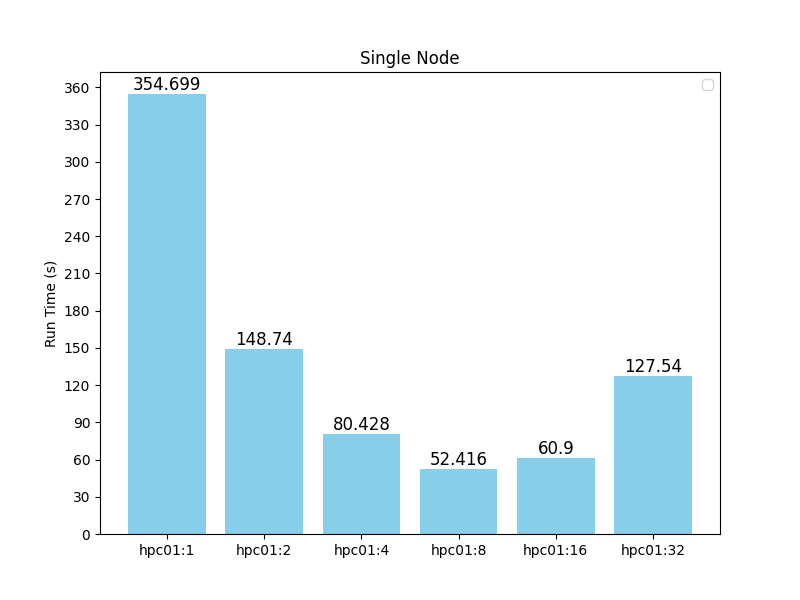 Single Node
354.699
148.74
80.428
52.416
60.9
127.54
360
330
300
270
240
210
180
150
120
90
60
30
0
Run Time (s)
hpc01:1
hpc01:2
hpc01:4
hpc01:8
hpc01:16
hpc01:32